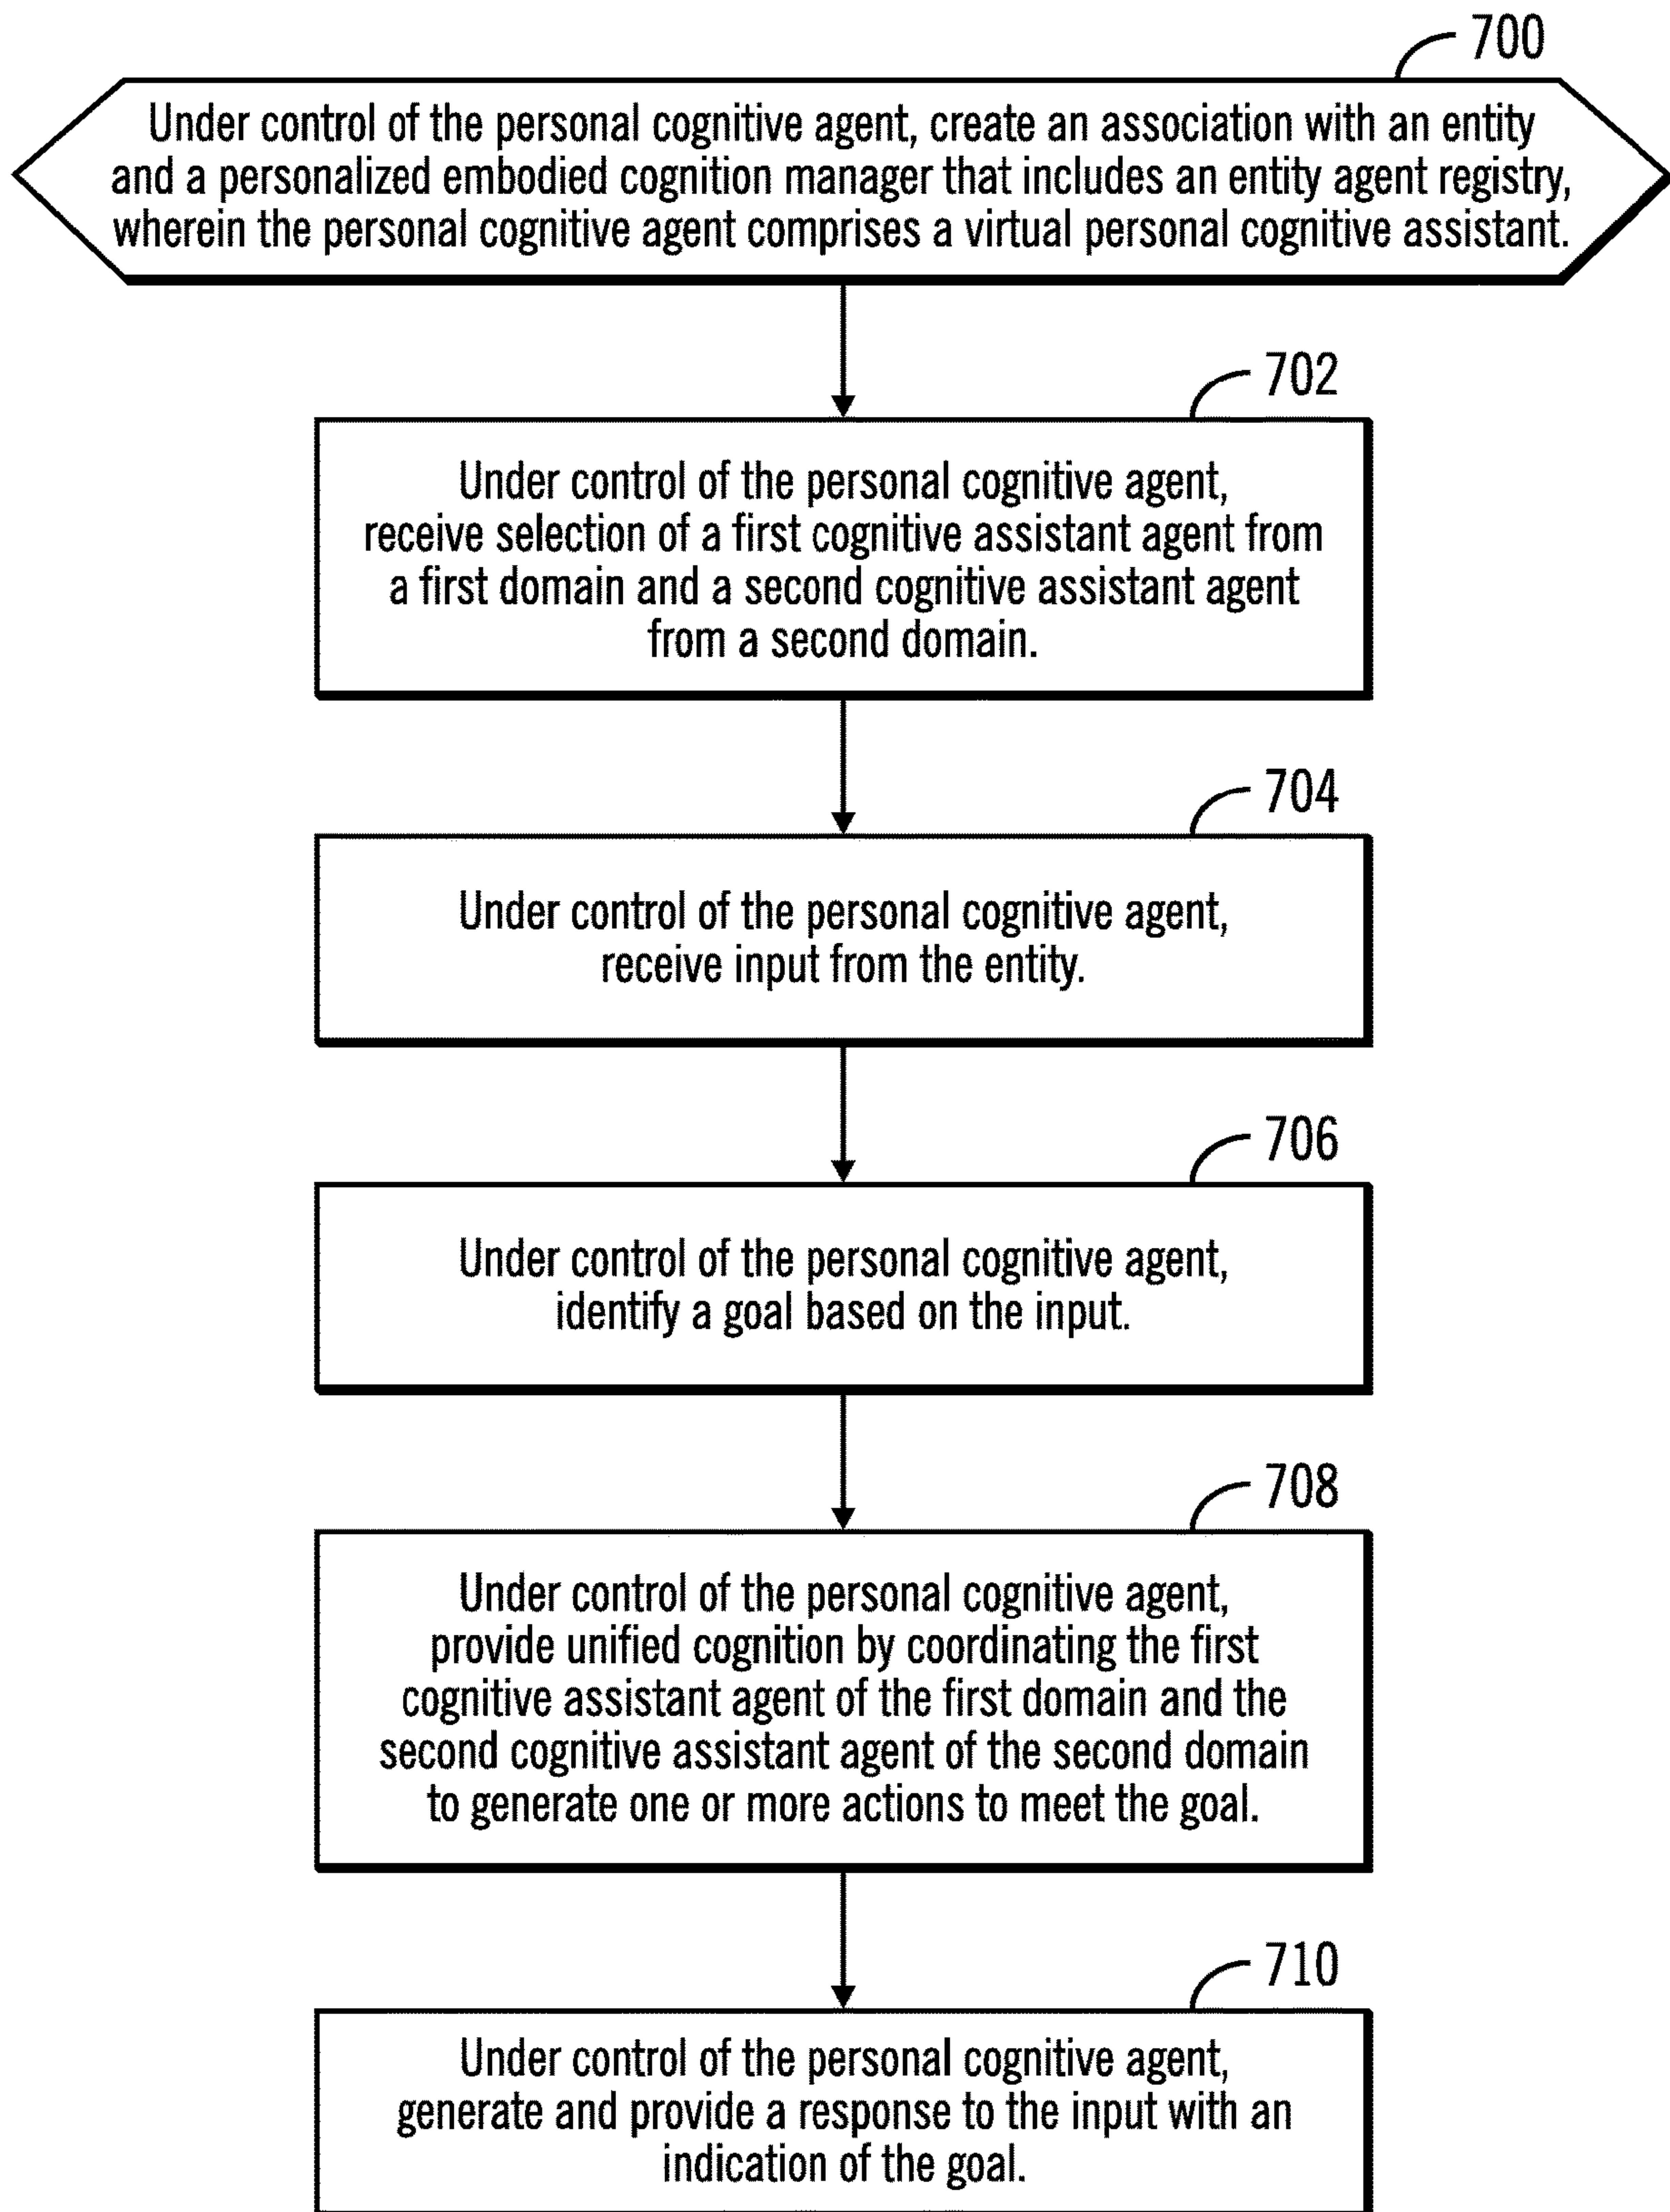 700
Under control of the personal cognitive agent, create an association with an entity
and a personalized embodied cognition manager that includes an entity agent registry,
wherein the personal cognitive agent comprises a virtual personal cognitive assistant.
702
Under control of the personal cognitive agent,
receive selection of a first cognitive assistant agent from
a first domain and a second cognitive assistant agent
from a second domain.
704
Under control of the personal cognitive agent,
receive input from the entity.
706
Under control of the personal cognitive agent,
identify a goal based on the input.
708
Under control of the personal cognitive agent,
provide unified cognition by coordinating the first
cognitive assistant agent of the first domain and the
second cognitive assistant agent of the second domain
to generate one or more actions to meet the goal.
710
Under control of the personal cognitive agent,
generate and provide a response to the input with an
indication of the goal.